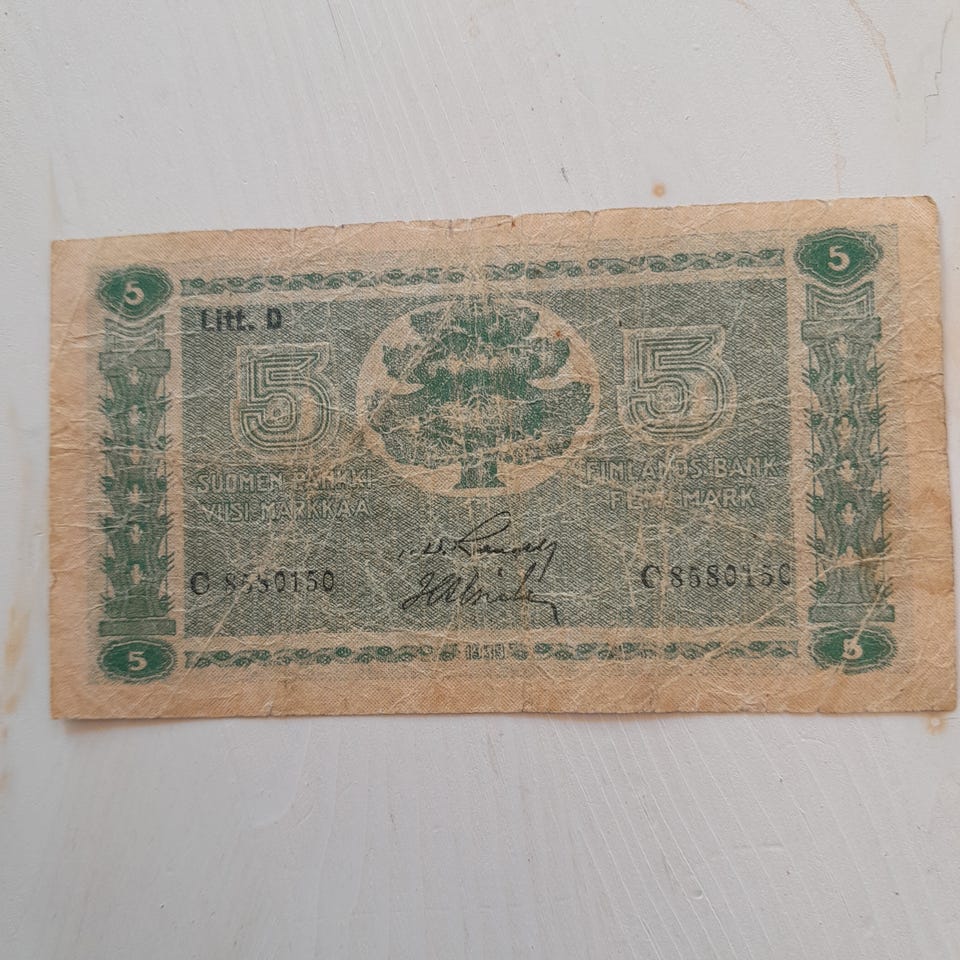 5
5
Litt. D
5 5
SUOMEN PANKKI
FINLANDS BANK
VIISI MARKKAA
FEM MARK
C 8580150
C 8580150
5
5